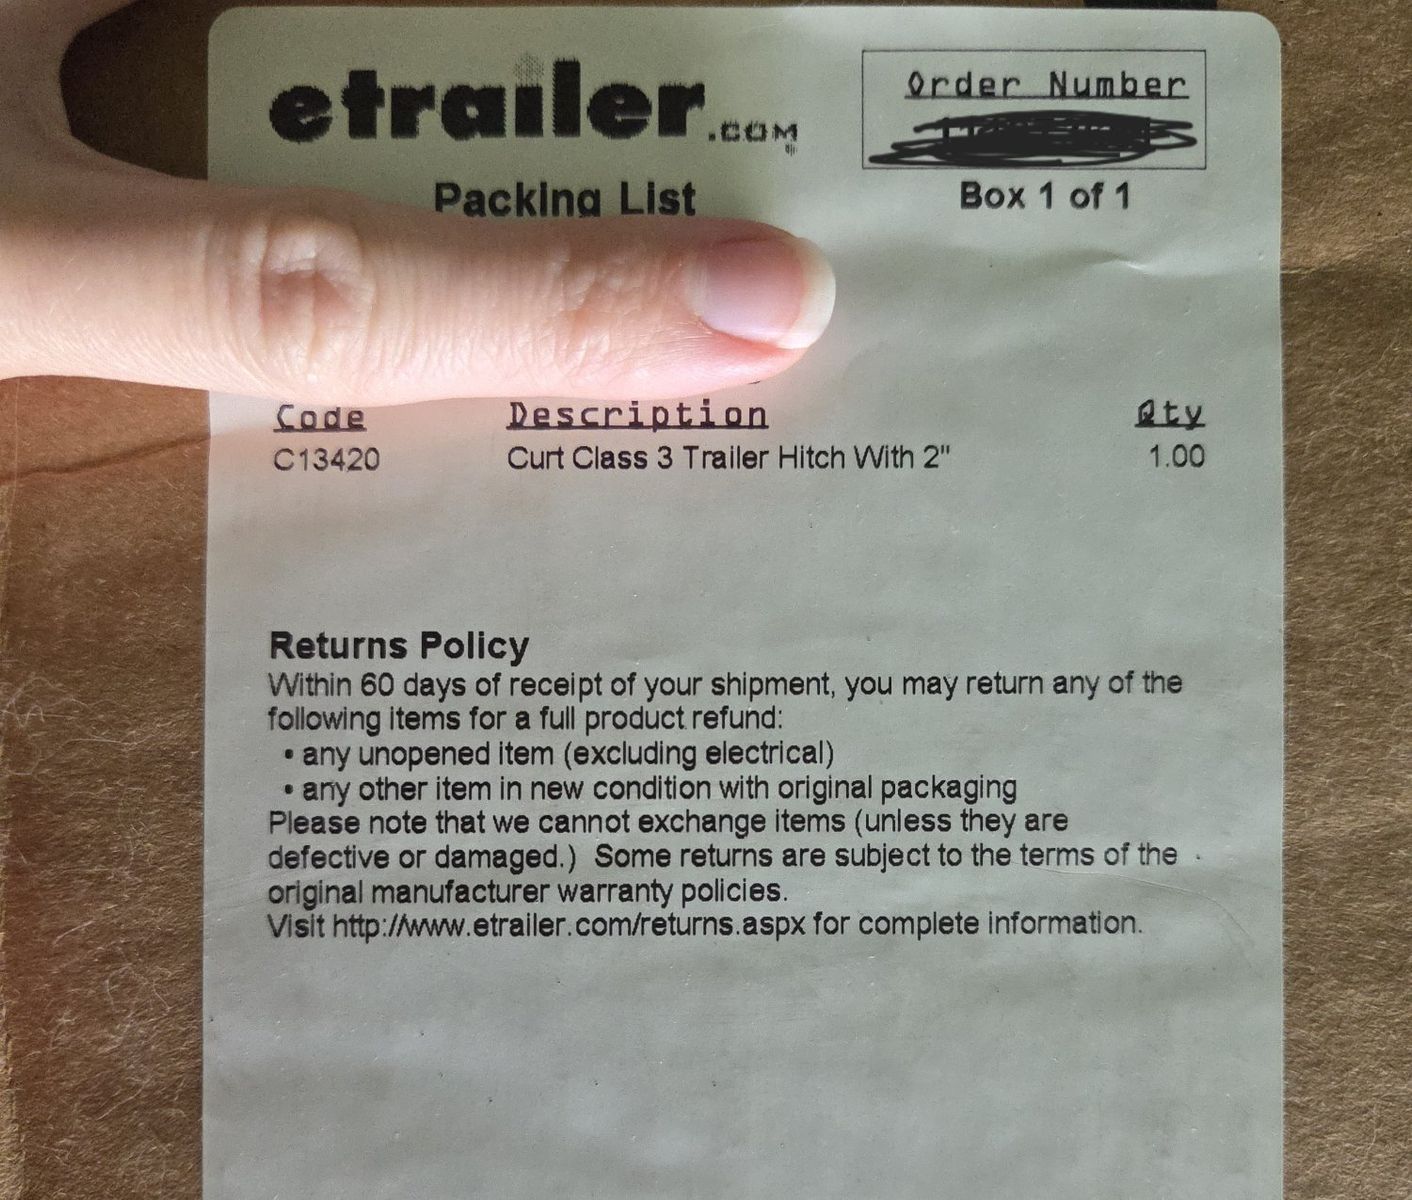 etrailer.com
Order Number
Packing List
Box 1 of 1
Code Description Qty
C13420 Curt Class 3 Trailer Hitch With 2" 1.00
Returns Policy
Within 60 days of receipt of your shipment, you may return any of the
following items for a full product refund:
• any unopened item (excluding electrical)
• any other item in new condition with original packaging
Please note that we cannot exchange items (unless they are
defective or damaged.)  Some returns are subject to the terms of the
original manufacturer warranty policies.
Visit http://www.etrailer.com/returns.aspx for complete information.